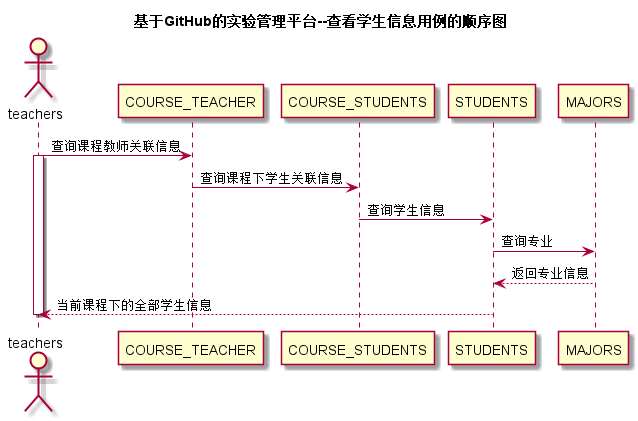 基于GitHub的实验管理平台--查看学生信息用例的顺序图
teachers
COURSE_TEACHER
COURSE_STUDENTS
STUDENTS
MAJORS
查询课程教师关联信息
查询课程下学生关联信息
查询学生信息
查询专业
返回专业信息
当前课程下的全部学生信息
teachers
COURSE_TEACHER
COURSE_STUDENTS
STUDENTS
MAJORS